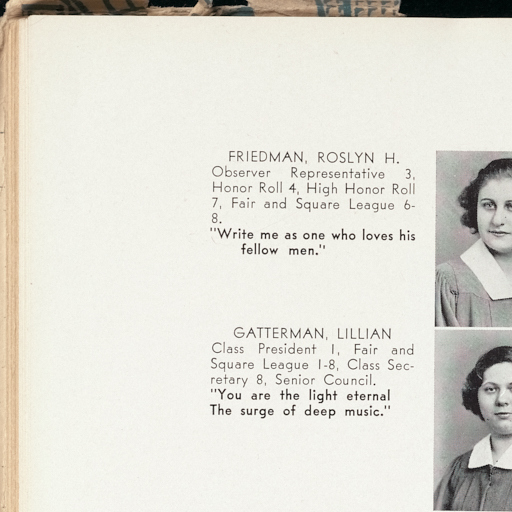 FRIEDMAN, ROSLYN H.
Observer Representative 3,
Honor Roll 4, High Honor Roll
7, Fair and Square League 6-
8.
"Write me as one who loves his
fellow men."
GATTERMAN, LILLIAN
Class President 1, Fair and
Square League 1-8, Class Sec-
retary 8, Senior Council.
"You are the light eternal
The surge of deep music."